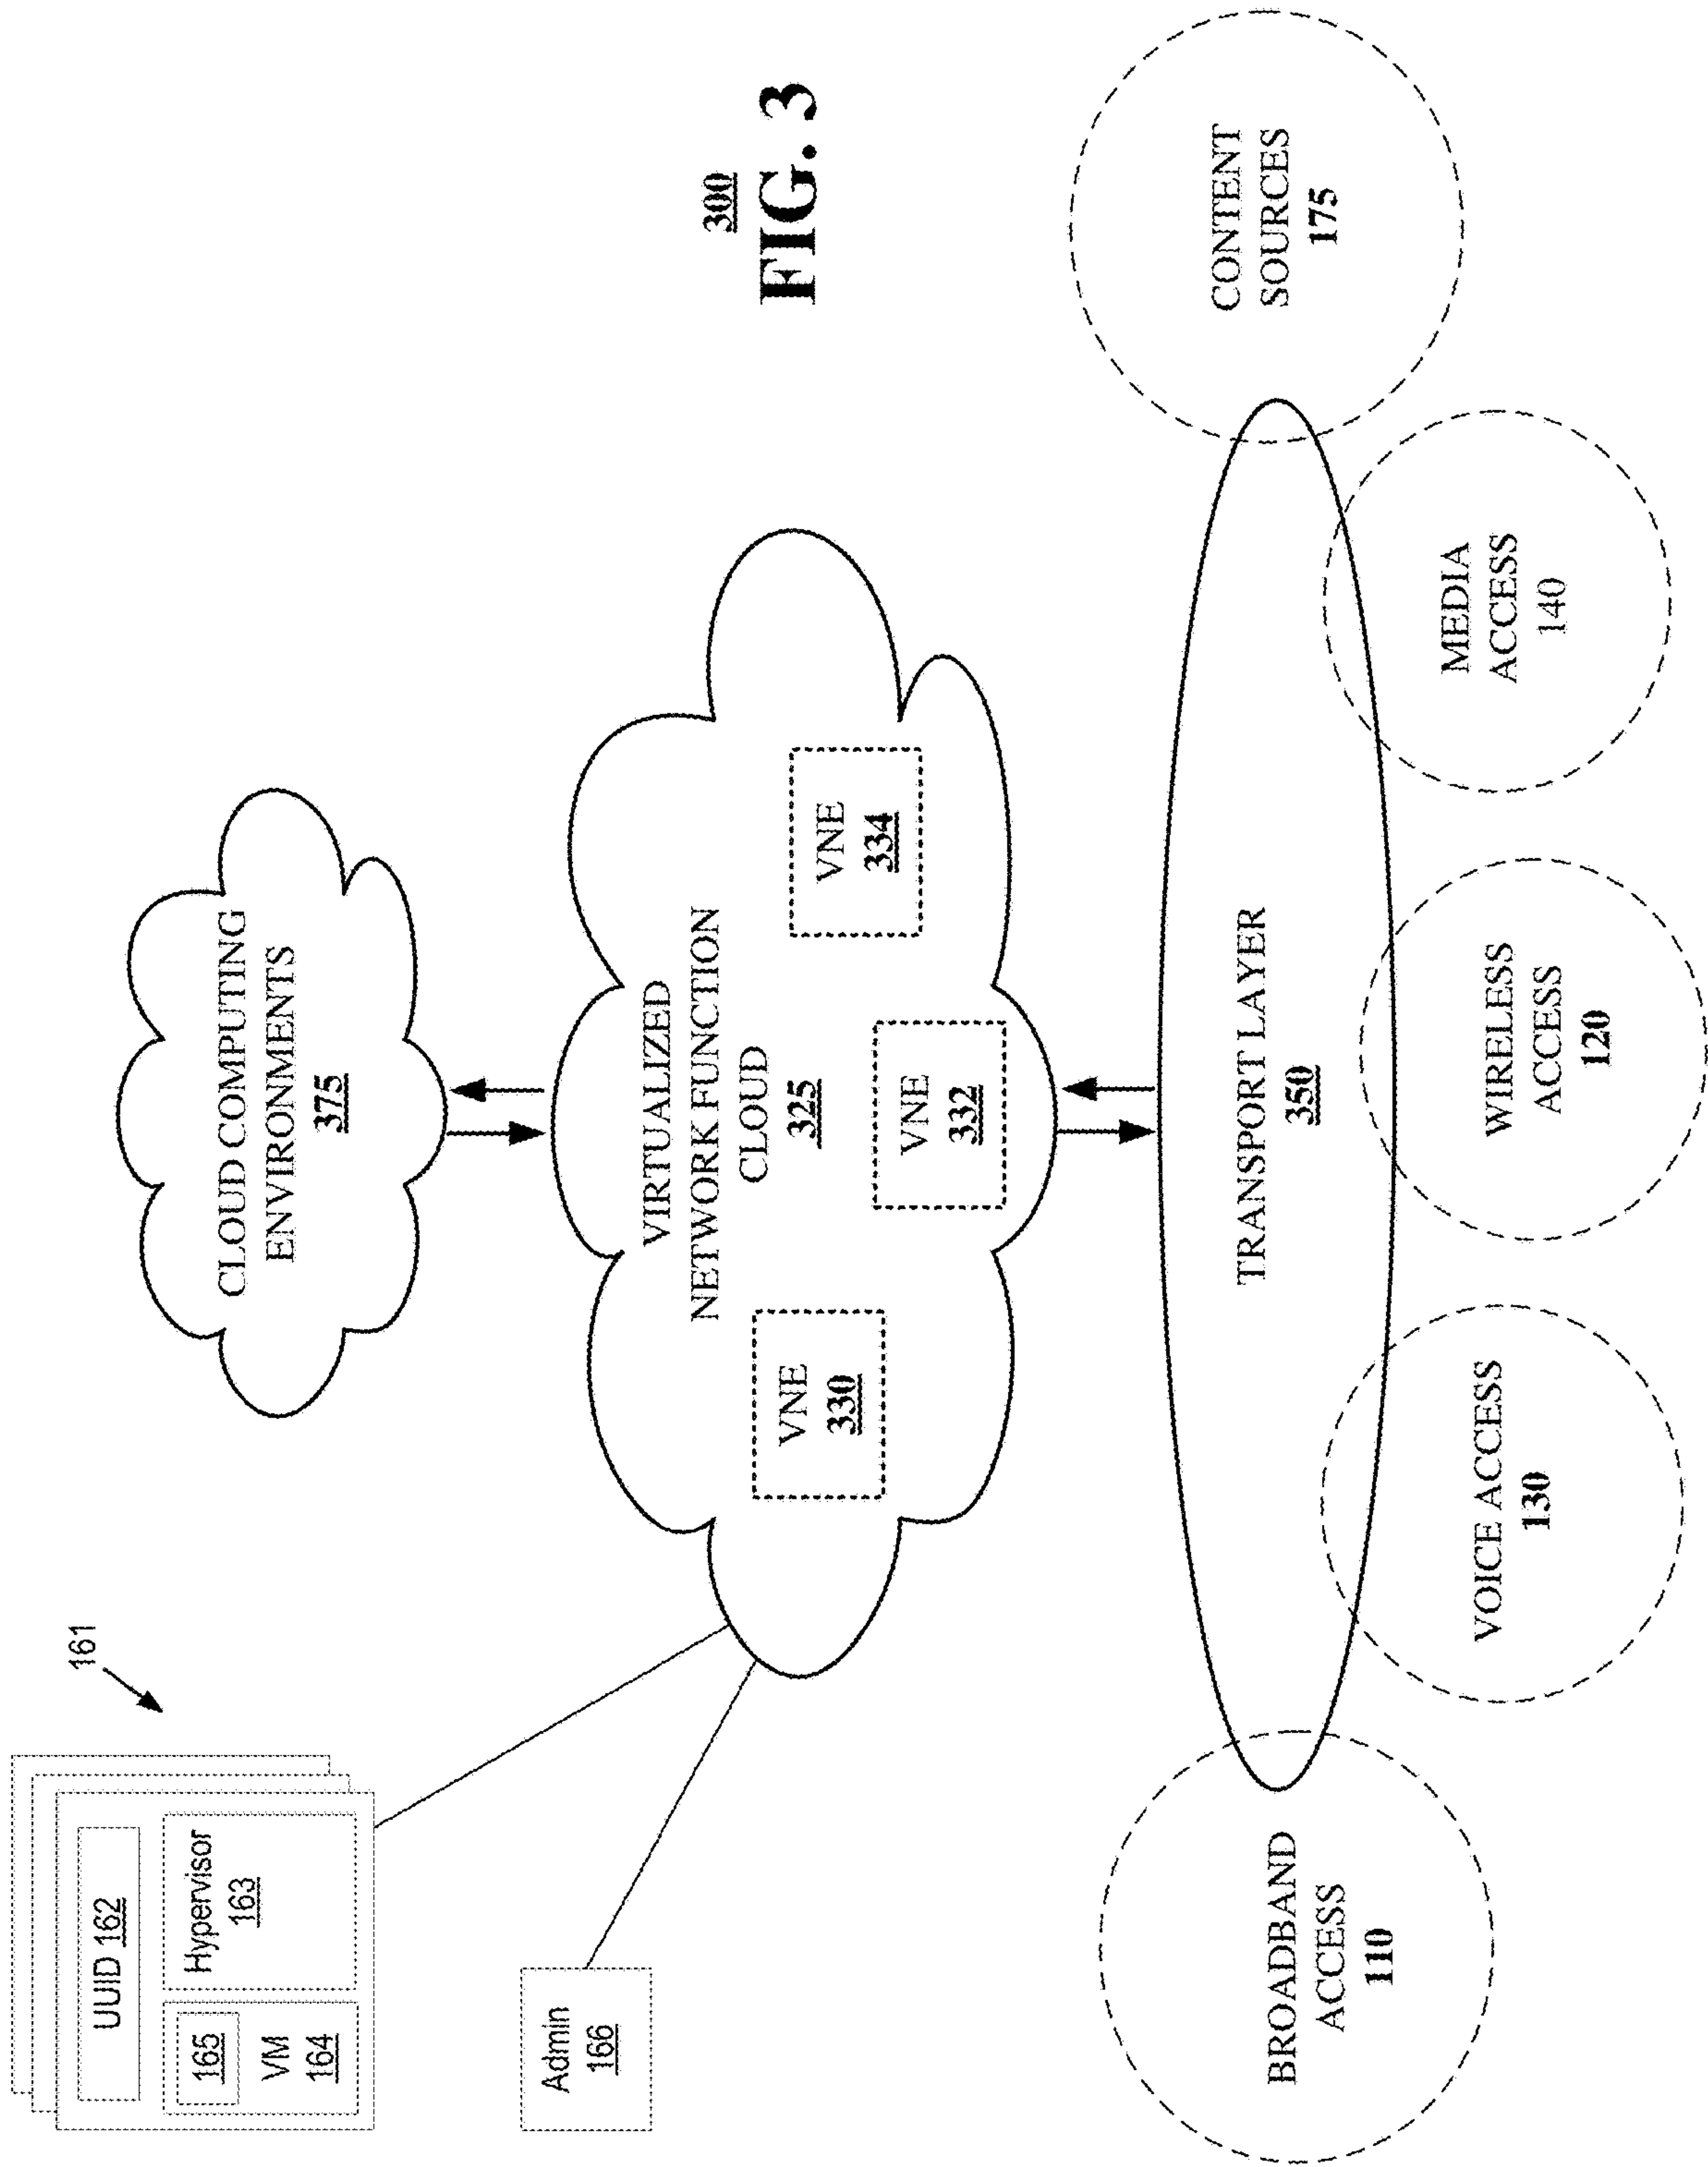 161
UUID 162
165
VM
164
Hypervisor
163
Admin
166
CLOUD COMPUTING
ENVIRONMENTS
375
VIRTUALIZED
NETWORK FUNCTION
CLOUD
325
VNE
330
VNE
332
VNE
334
TRANSPORT LAYER
350
BROADBAND
ACCESS
110
VOICE ACCESS
130
WIRELESS
ACCESS
120
MEDIA
ACCESS
140
CONTENT
SOURCES
175
300
FIG. 3